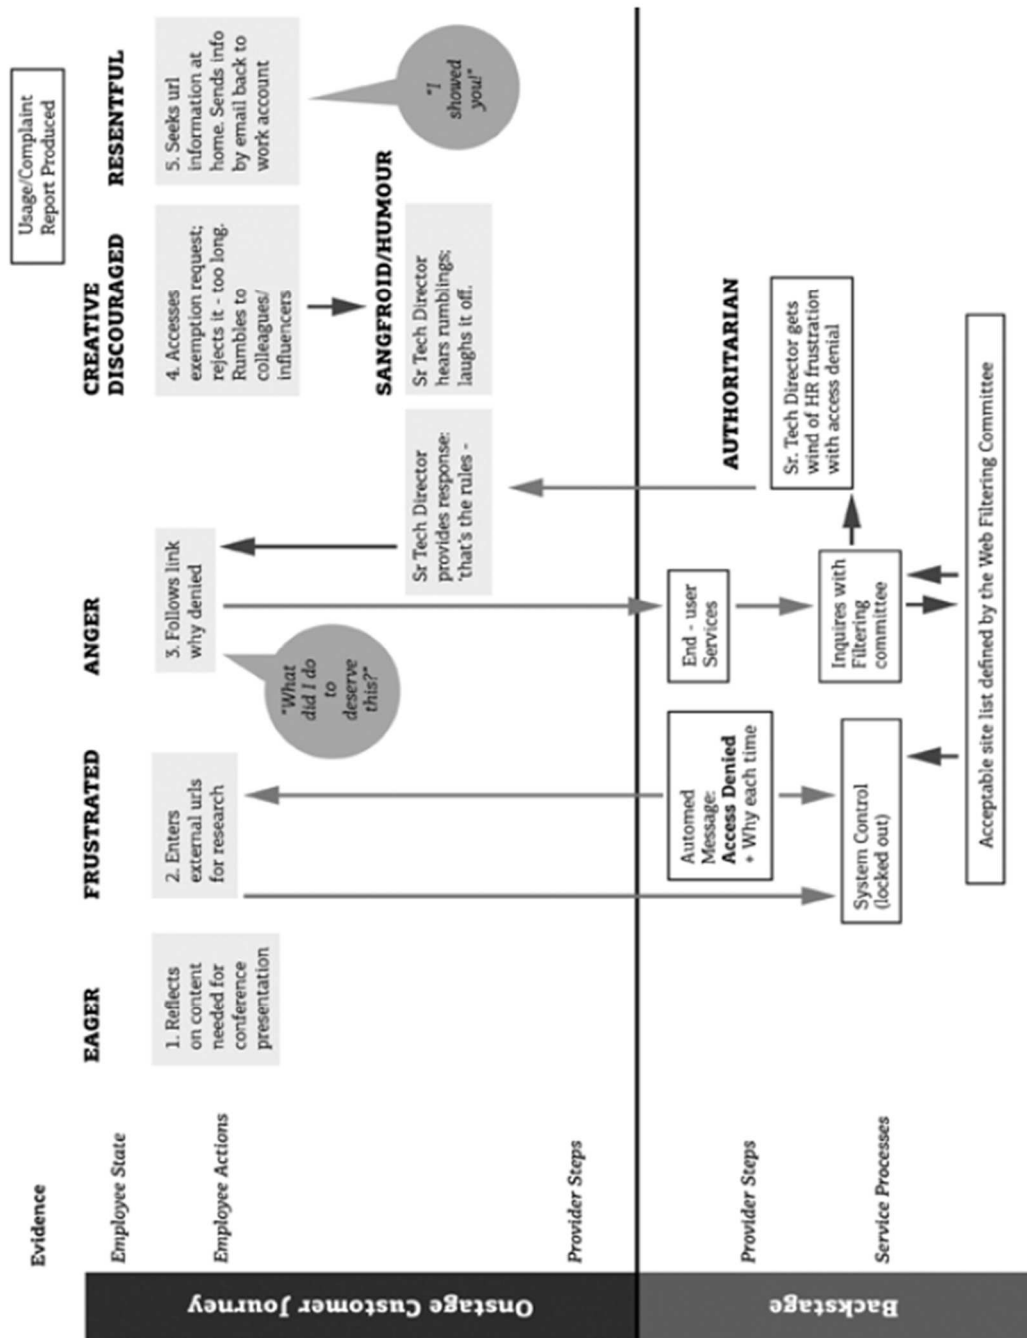 Evidence
Usage/Complaint
Report Produced
Onstage Customer Journey
Employee State
EAGER
FRUSTRATED
ANGER
CREATIVE
DISCOURAGED
RESENTFUL
Employee Actions
1. Reflects
on content
needed for
conference
presentation
2. Enters
external urls
for research
3. Follows link
why denied
4. Accesses
exemption request;
rejects it - too long.
Rumbles to
colleagues/
influencers
5. Seeks url
information at
home. Sends info
by email back to
work account
"What
did I do
to
deserve
this?"
"I
showed
you!"
SANGFROID/HUMOUR
Provider Steps
Sr Tech Director
provides response:
'that's the rules -
Sr Tech Director
hears rumblings;
laughs it off.
Backstage
Provider Steps
Automed
Message:
Access Denied
+ Why each time
End - user
Services
AUTHORITARIAN
Sr. Tech Director gets
wind of HR frustration
with access denial
Service Processes
System Control
(locked out)
Inquires with
Filtering
committee
Acceptable site list defined by the Web Filtering Committee